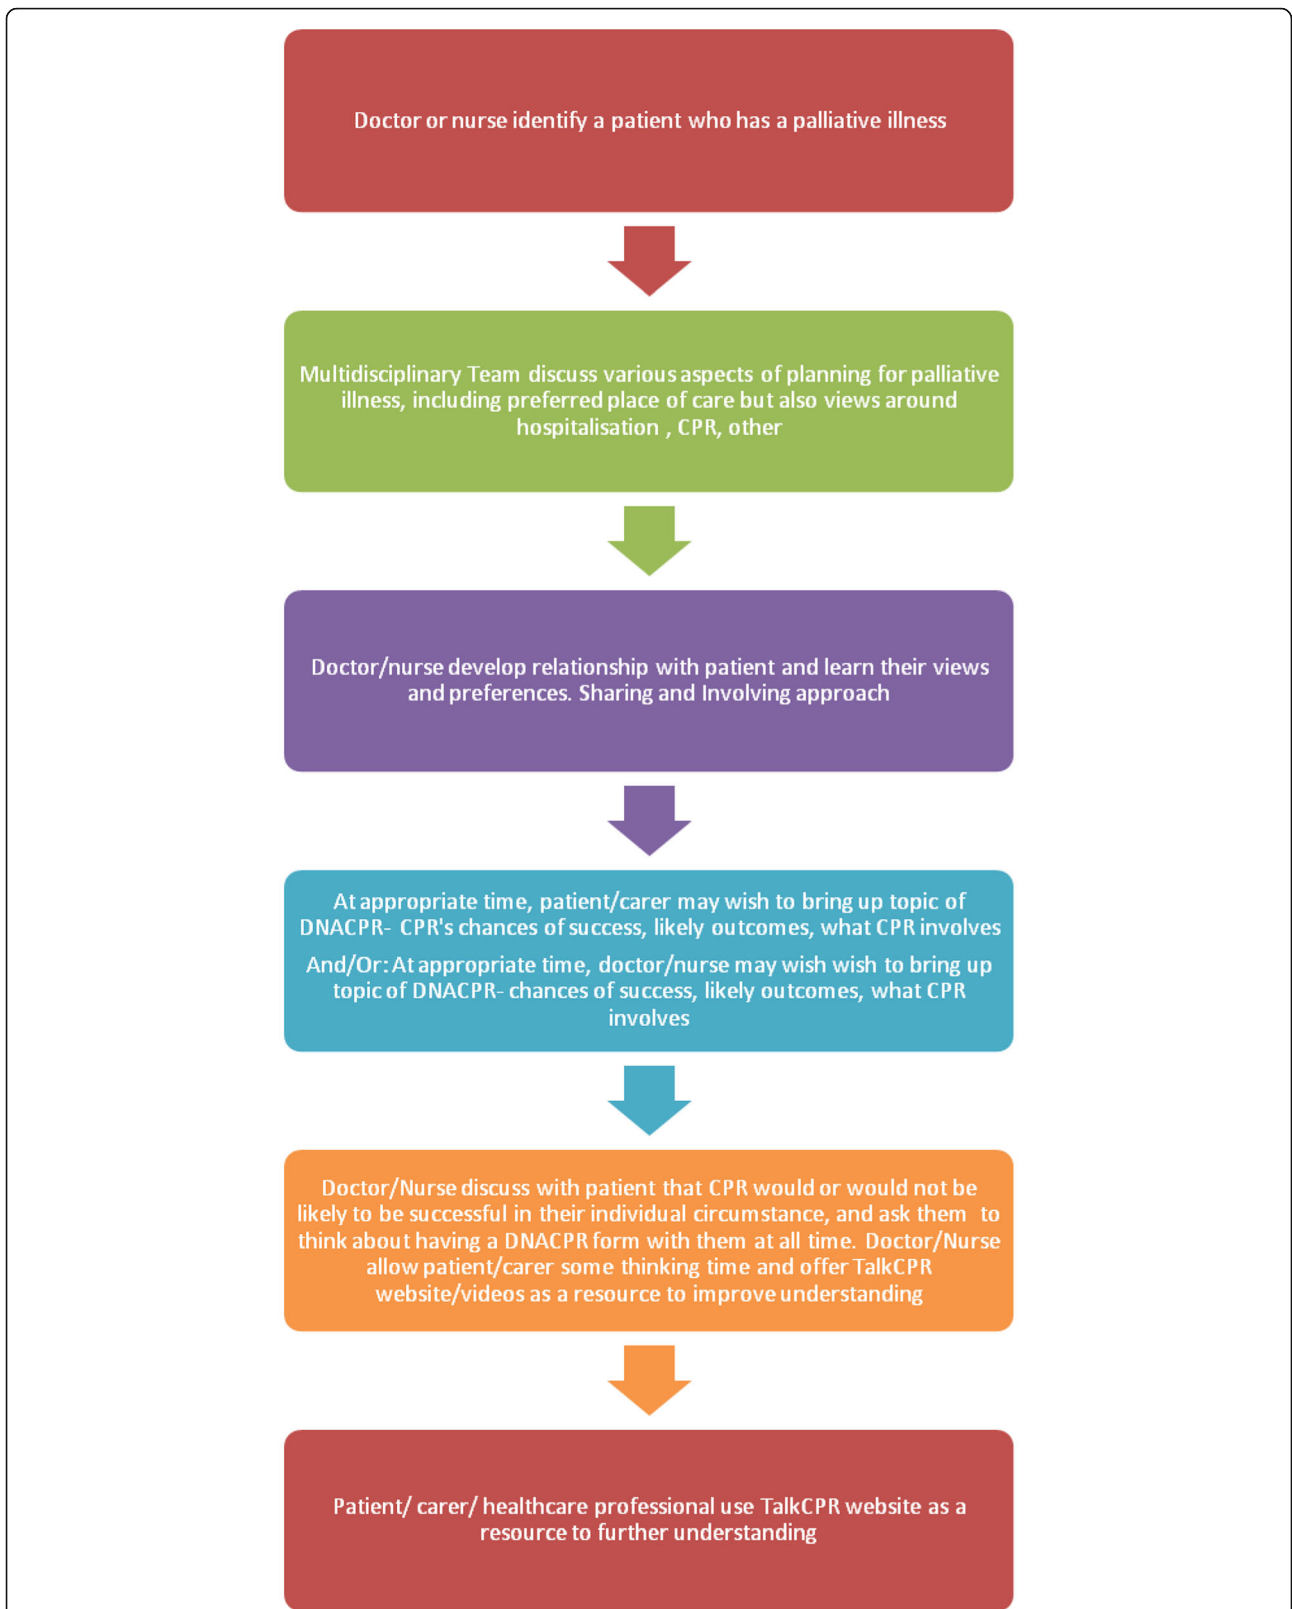 Doctor or nurse identify a patient who has a palliative illness
Multidisciplinary Team discuss various aspects of planning for palliative
illness, including preferred place of care but also views around
hospitalisation , CPR, other
Doctor/nurse develop relationship with patient and learn their views
and preferences. Sharing and Involving approach
At appropriate time, patient/carer may wish to bring up topic of
DNACPR- CPR's chances of success, likely outcomes, what CPR involves
And/Or: At appropriate time, doctor/nurse may wish wish to bring up
topic of DNACPR- chances of success, likely outcomes, what CPR
involves
Doctor/Nurse discuss with patient that CPR would or would not be
likely to be successful in their individual circumstance, and ask them  to
think about having a DNACPR form with them at all time.  Doctor/Nurse
allow patient/carer some thinking time and offer TalkCPR
website/videos as a resource to improve understanding
Patient/ carer/ healthcare professional use TalkCPR website as a
resource to further understanding